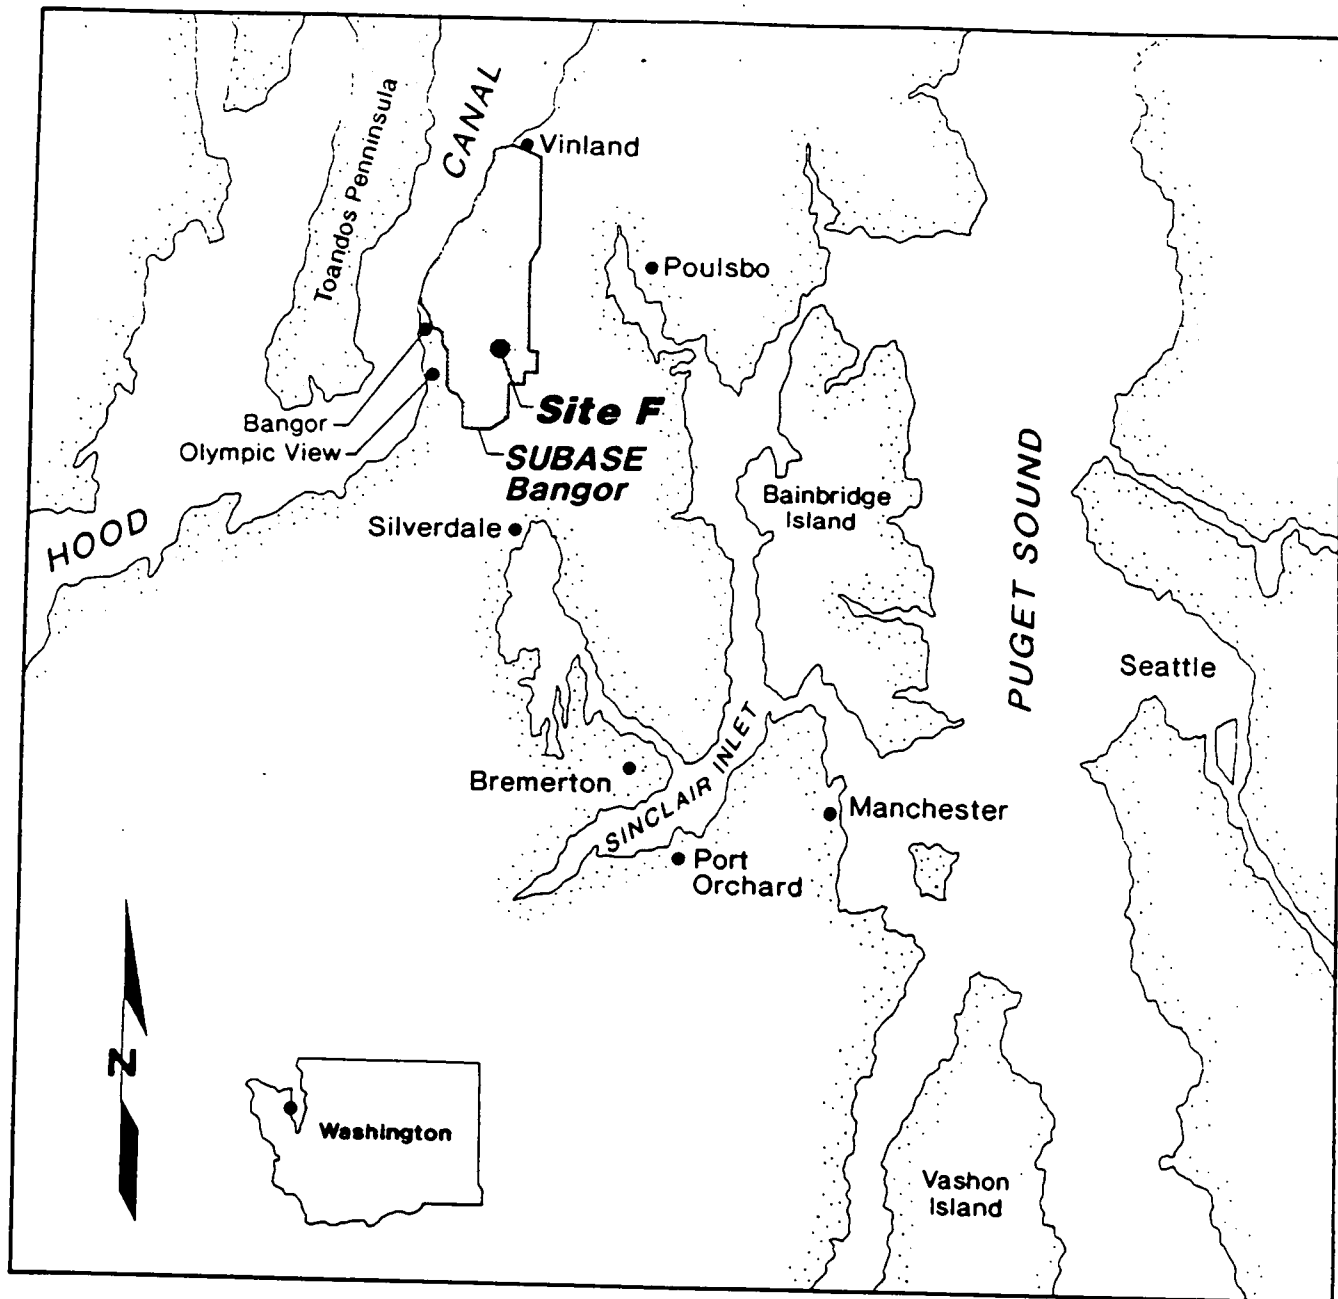 CANAL
Toandos Penninsula
Vinland
Poulsbo
Bangor
Olympic View
Site F
SUBASE
Bangor
HOOD
Silverdale
Bainbridge
Island
PUGET SOUND
Seattle
Bremerton
SINCLAIR INLET
Manchester
Port
Orchard
N
Washington
Vashon
Island